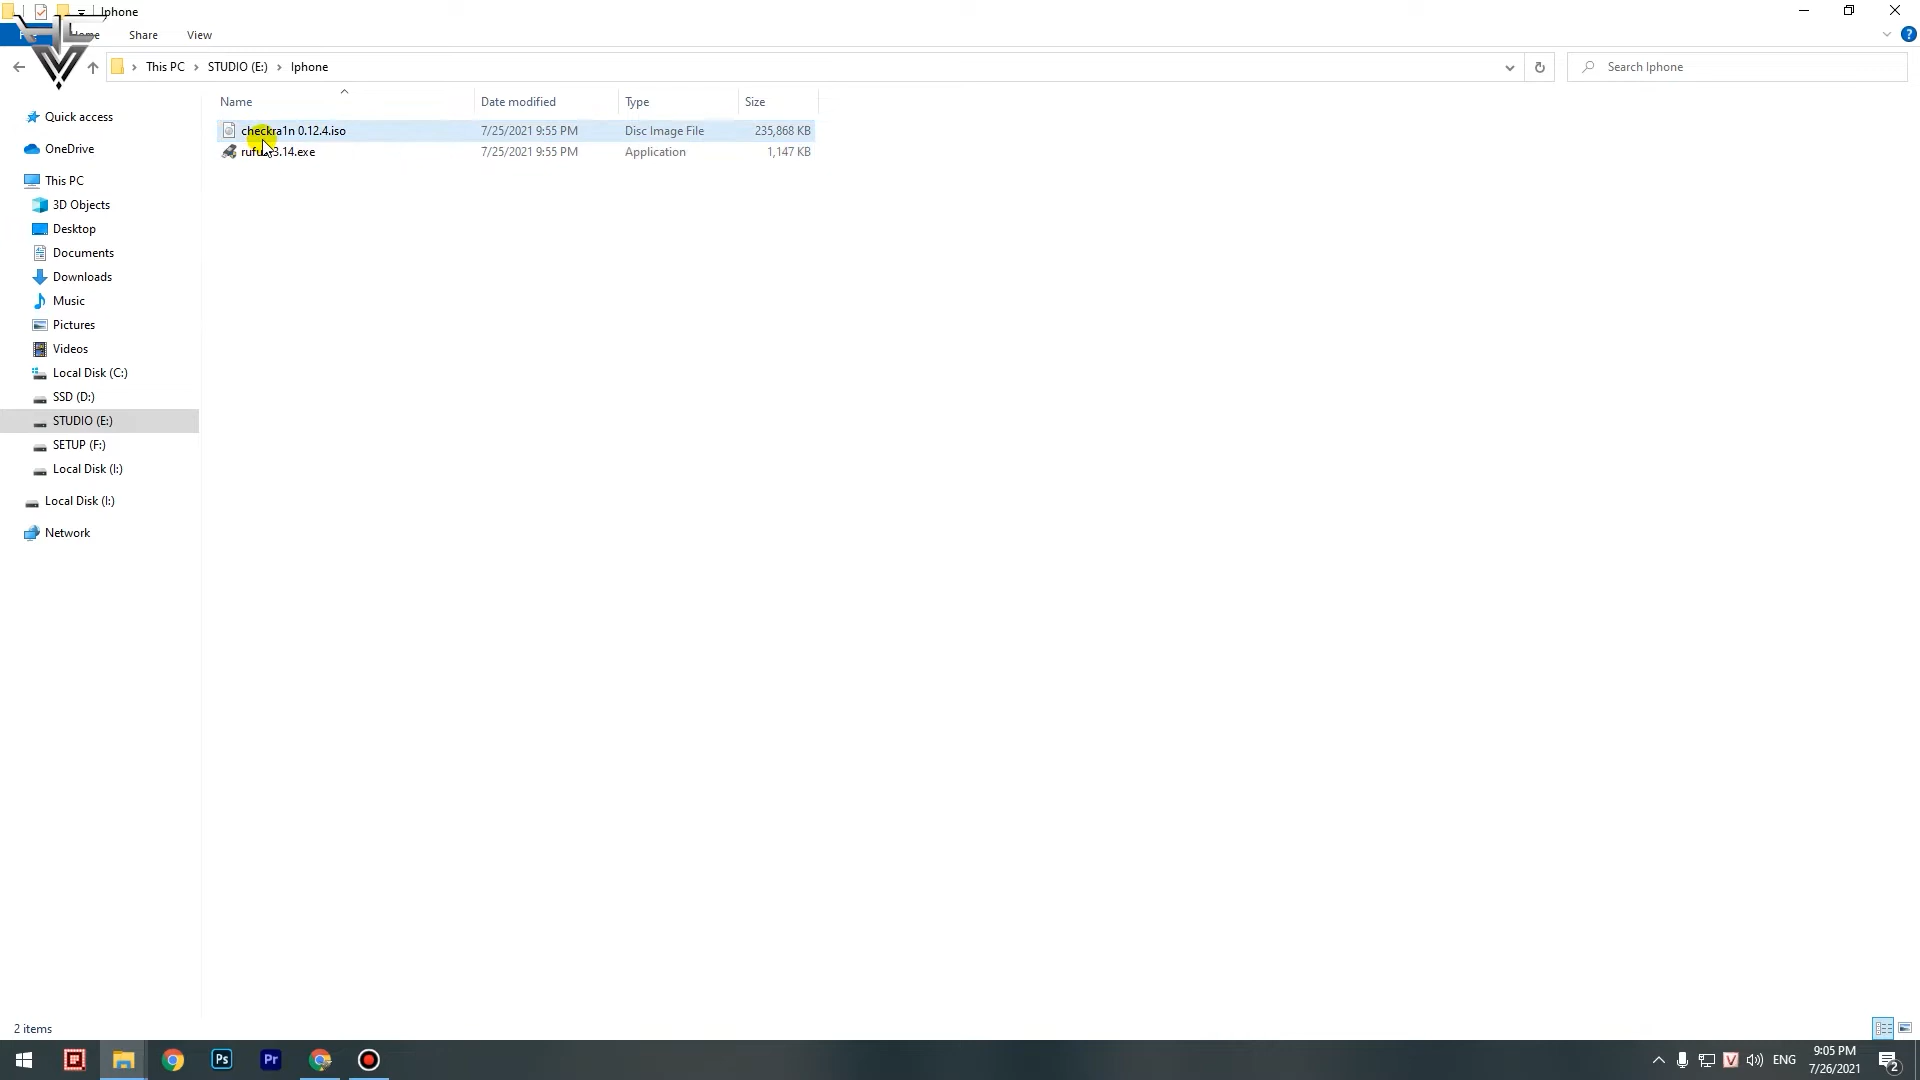 Iphone
Home Share View
This PC STUDIO (E:) Iphone
Search Iphone
Name Date modified Type Size
checkra1n 0.12.4.iso 7/25/2021 9:55 PM Disc Image File 235,868 KB
3.14.exe 7/25/2021 9:55 PM Application 1,147 KB
Quick access
OneDrive
This PC
3D Objects
Desktop
Documents
Downloads
Music
Pictures
Videos
Local Disk (C:)
SSD (D:)
STUDIO (E:)
SETUP (F:)
Local Disk (I:)
Local Disk (I:)
Network
2 items
Ps
Pr
V
ENG
9:05 PM
7/26/2021
2